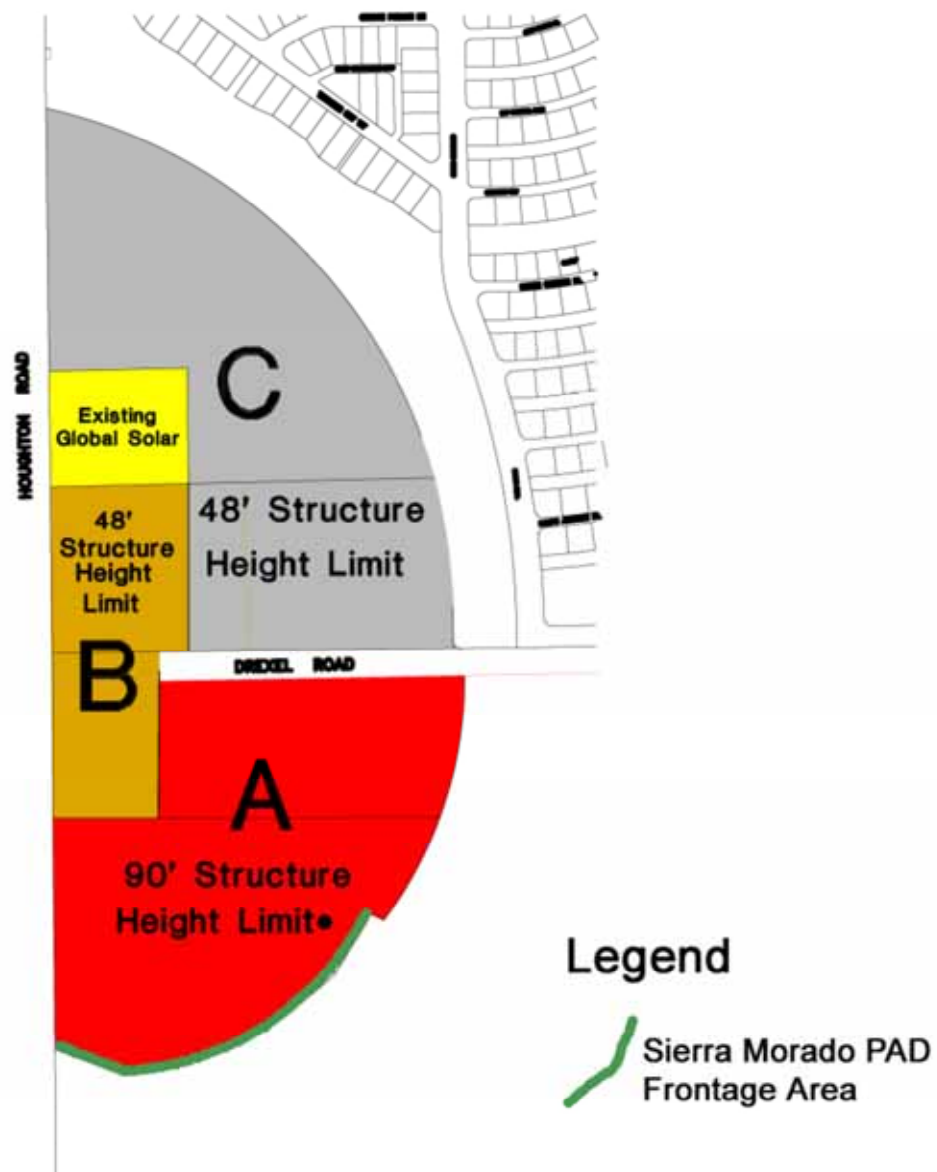 HOUGHTON ROAD
C
Existing
Global Solar
48'
Structure
Height
Limit
48' Structure
Height Limit
B
DREXEL ROAD
A
90' Structure
Height Limit•
Legend
Sierra Morado PAD
Frontage Area